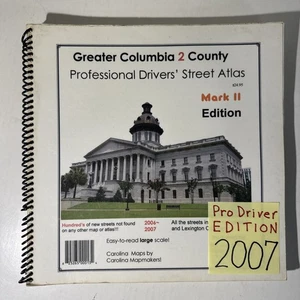 Greater Columbia 2 County
Professional Drivers' Street Atlas
Mark II
Edition
Hundred's of new streets not found
on any other map or atlas!!!
2006~
2007
All the streets in
and Lexington C
Easy-to-read large scale!
Carolina Maps by
Carolina Mapmakers!
Pro Driver
EDITION
2007